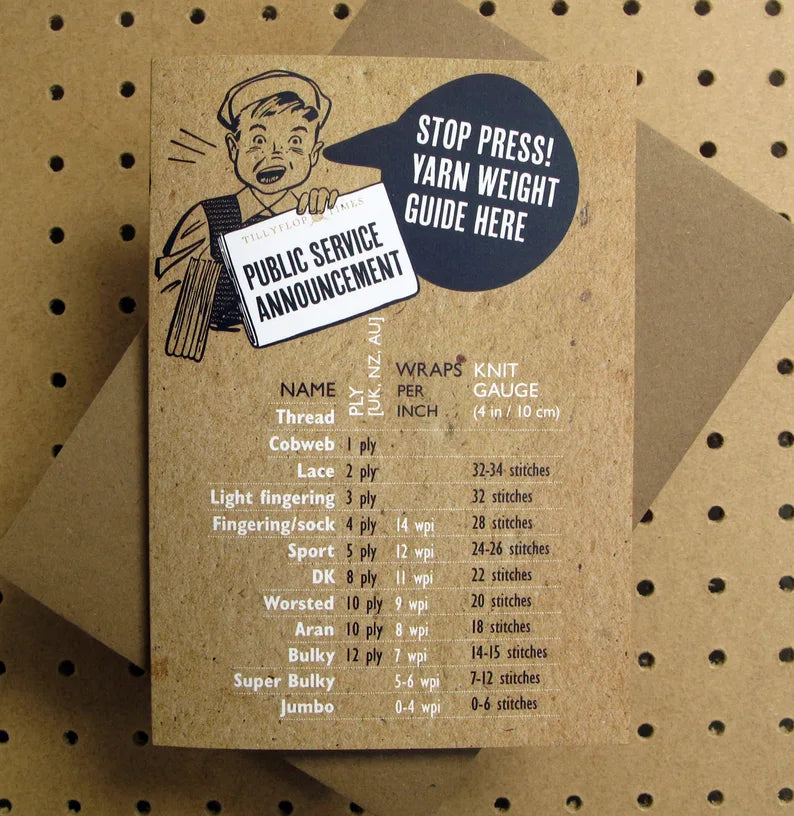 STOP PRESS!
YARN WEIGHT
GUIDE HERE
TILLYFLOP TIMES
PUBLIC SERVICE
ANNOUNCEMENT
NAME PLY [UK, NZ, AU] WRAPS PER INCH KNIT GAUGE (4 in / 10 cm)
Thread
Cobweb 1 ply
Lace 2 ply 32-34 stitches
Light fingering 3 ply 32 stitches
Fingering/sock 4 ply 14 wpi 28 stitches
Sport 5 ply 12 wpi 24-26 stitches
DK 8 ply 11 wpi 22 stitches
Worsted 10 ply 9 wpi 20 stitches
Aran 10 ply 8 wpi 18 stitches
Bulky 12 ply 7 wpi 14-15 stitches
Super Bulky 5-6 wpi 7-12 stitches
Jumbo 0-4 wpi 0-6 stitches